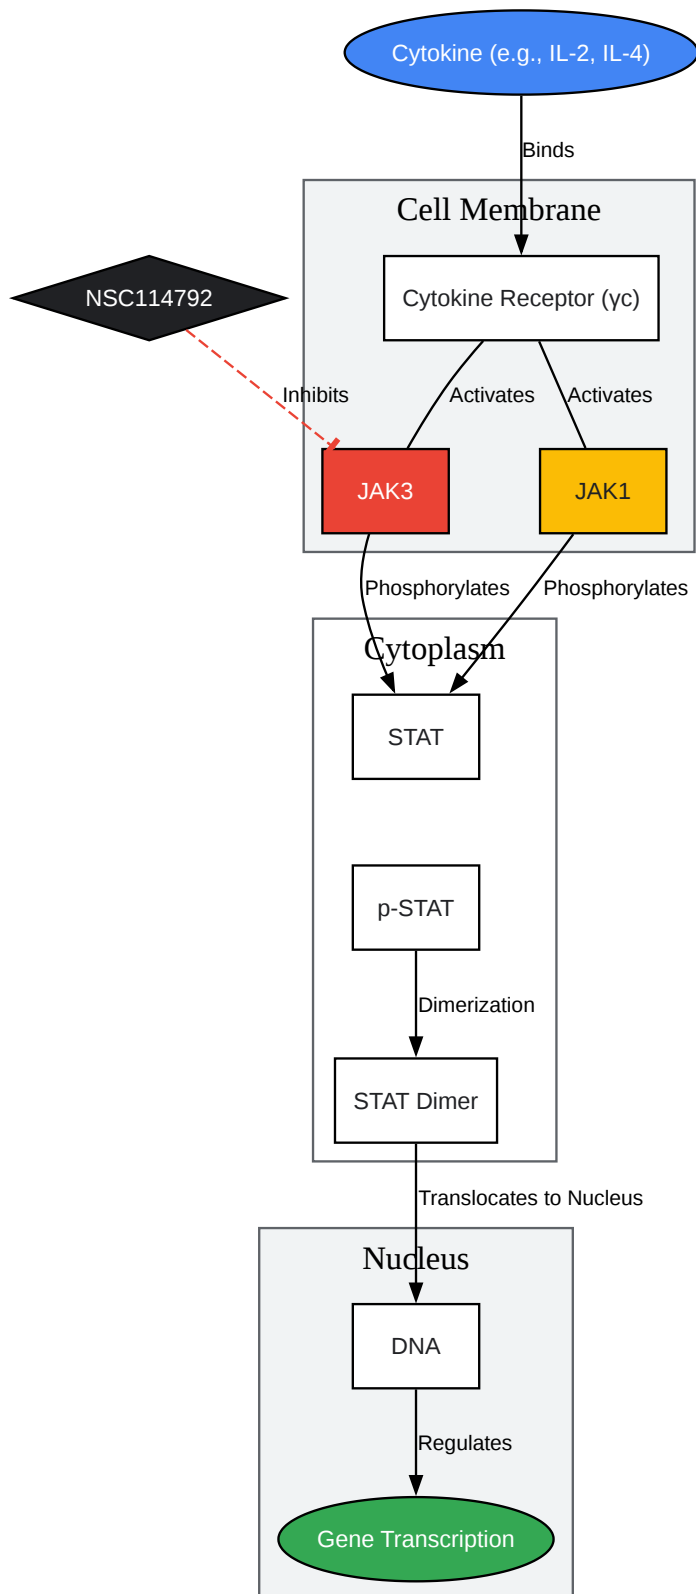 Cytokine (e.g., IL-2, IL-4)
Binds
Cell Membrane
NSC114792
Cytokine Receptor (γc)
Inhibits
Activates
Activates
JAK3
JAK1
Phosphorylates
Phosphorylates
Cytoplasm
STAT
p-STAT
Dimerization
STAT Dimer
Translocates to Nucleus
Nucleus
DNA
Regulates
Gene Transcription